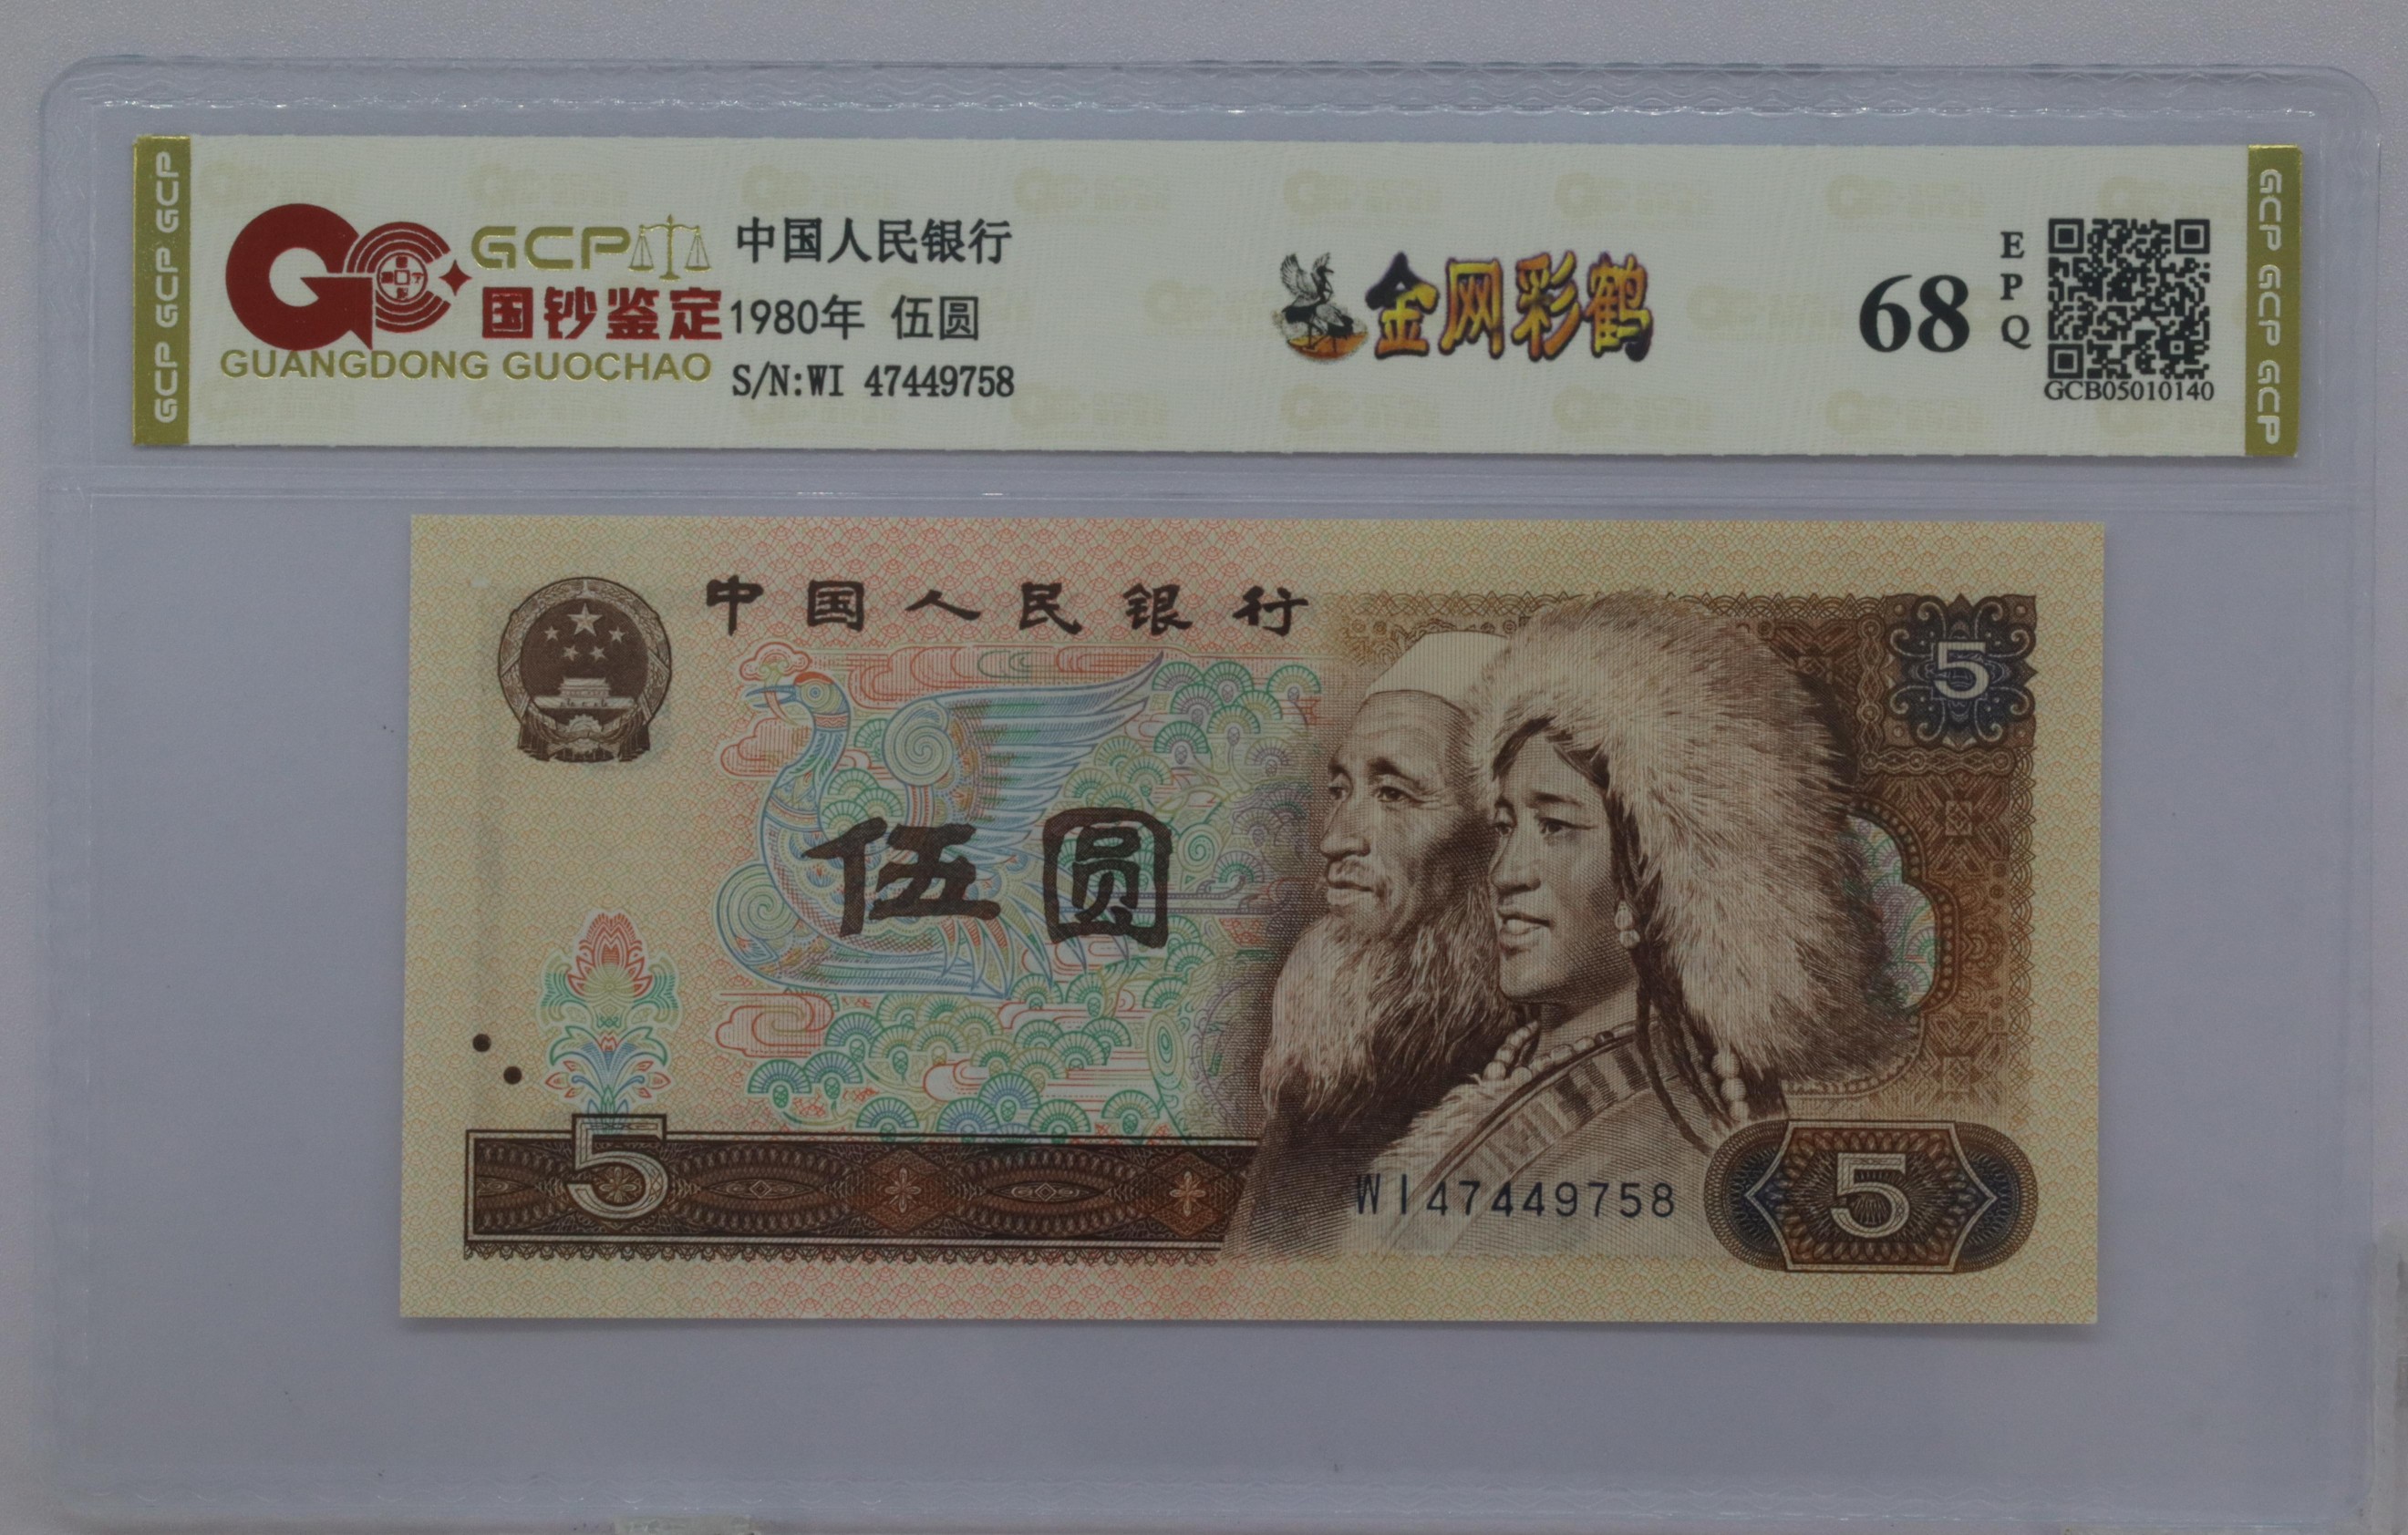 GCP GCP GCP
GCP
国钞鉴定
GUANGDONG GUOCHAO
中国人民银行
1980年 伍圆
S/N:WI 47449758
金网彩鹤
68
EPQ
GCB05010140
GCP GCP GCP
中国人民银行
5
伍圆
5
WI47449758
5